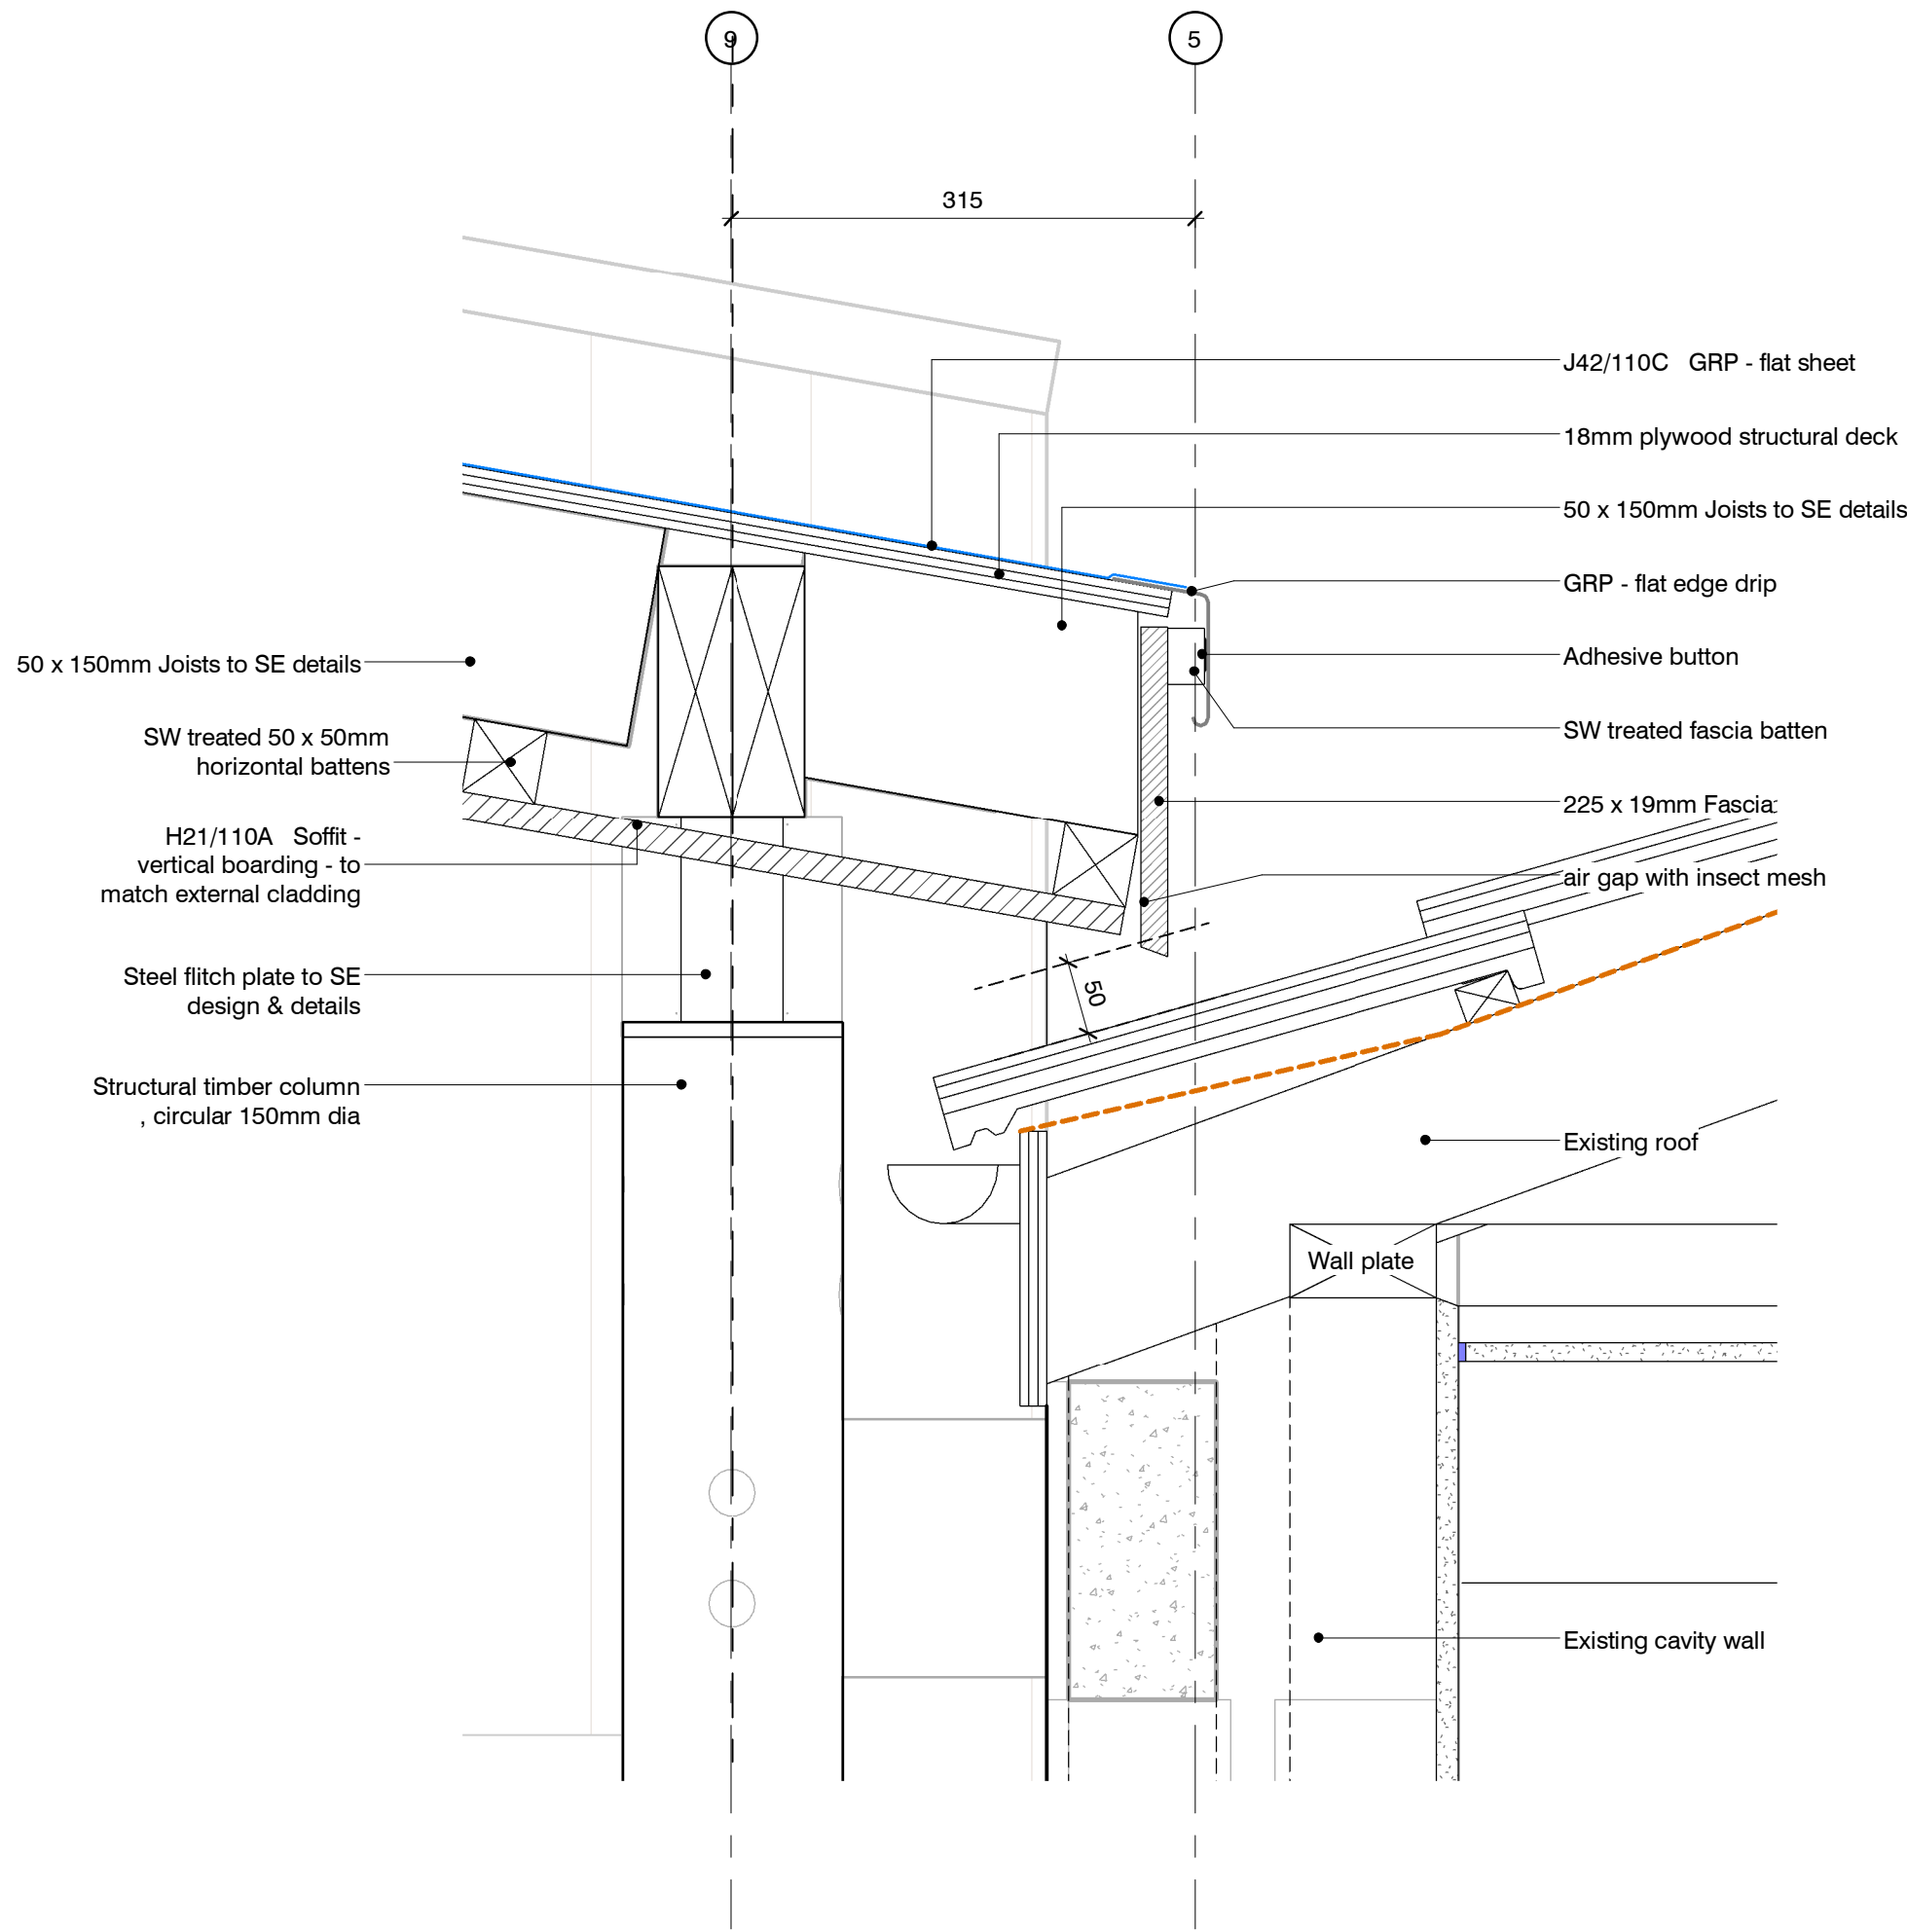 9
5
315
J42/110C GRP - flat sheet
18mm plywood structural deck
50 x 150mm Joists to SE details
GRP - flat edge drip
Adhesive button
SW treated fascia batten
225 x 19mm Fascia
air gap with insect mesh
50 x 150mm Joists to SE details
SW treated 50 x 50mm
horizontal battens
H21/110A Soffit -
vertical boarding - to
match external cladding
Steel flitch plate to SE
design & details
Structural timber column
, circular 150mm dia
50
Existing roof
Wall plate
Existing cavity wall